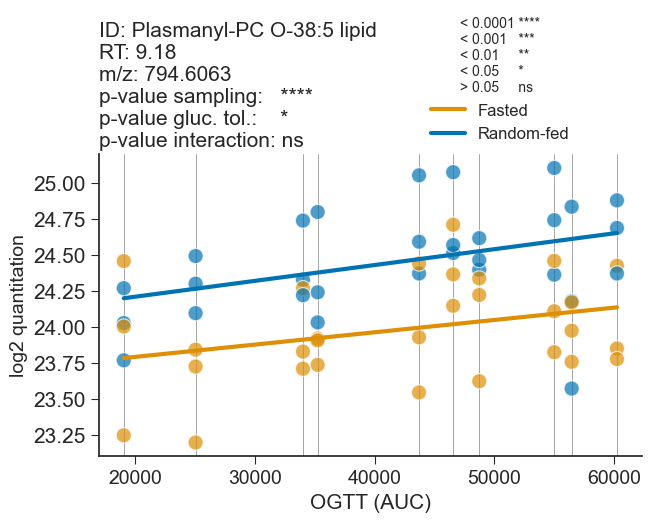 ID: Plasmanyl-PC O-38:5 lipid
RT: 9.18
m/z: 794.6063
p-value sampling: ****
p-value gluc. tol.: *
p-value interaction: ns
< 0.0001 ****
< 0.001 ***
< 0.01 **
< 0.05 *
> 0.05 ns
Fasted
Random-fed
25.00
24.75
24.50
24.25
24.00
23.75
23.50
23.25
log2 quantitation
20000 30000 40000 50000 60000
OGTT (AUC)